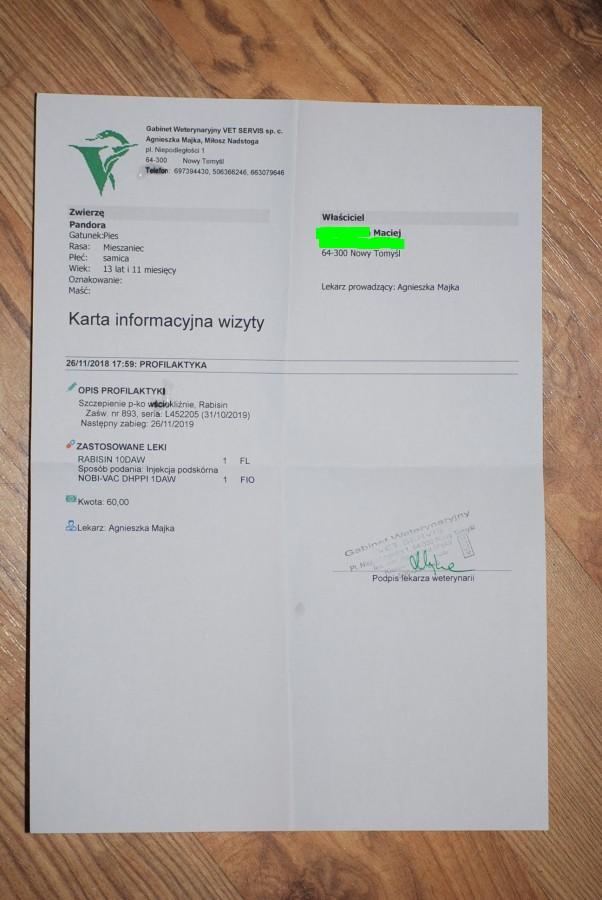 Gabinet Weterynaryjny VET SERVIS sp. c.
Agnieszka Majka, Miłosz Nadstoga
pl. Niepodległości 1
64-300 Nowy Tomyśl
Telefon: 697394430, 506366246, 663079646
Zwierzę
Pandora
Gatunek:Pies
Rasa: Mieszaniec
Płeć: samica
Wiek: 13 lat i 11 miesięcy
Oznakowanie:
Maść:
Właściciel
Maciej
64-300 Nowy Tomyśl
Lekarz prowadzący: Agnieszka Majka
Karta informacyjna wizyty
26/11/2018 17:59: PROFILAKTYKA
OPIS PROFILAKTYKI
Szczepienie p-ko wściekliźnie, Rabisin
Zaśw. nr 893, seria: L452205 (31/10/2019)
Następny zabieg: 26/11/2019
ZASTOSOWANE LEKI
RABISIN 10DAW 1 FL
Sposób podania: Injekcja podskórna
NOBI-VAC DHPPI 1DAW 1 FIO
Kwota: 60,00
Lekarz: Agnieszka Majka
Gabinet Weterynaryjny
VET SERVIS
Podpis lekarza weterynarii